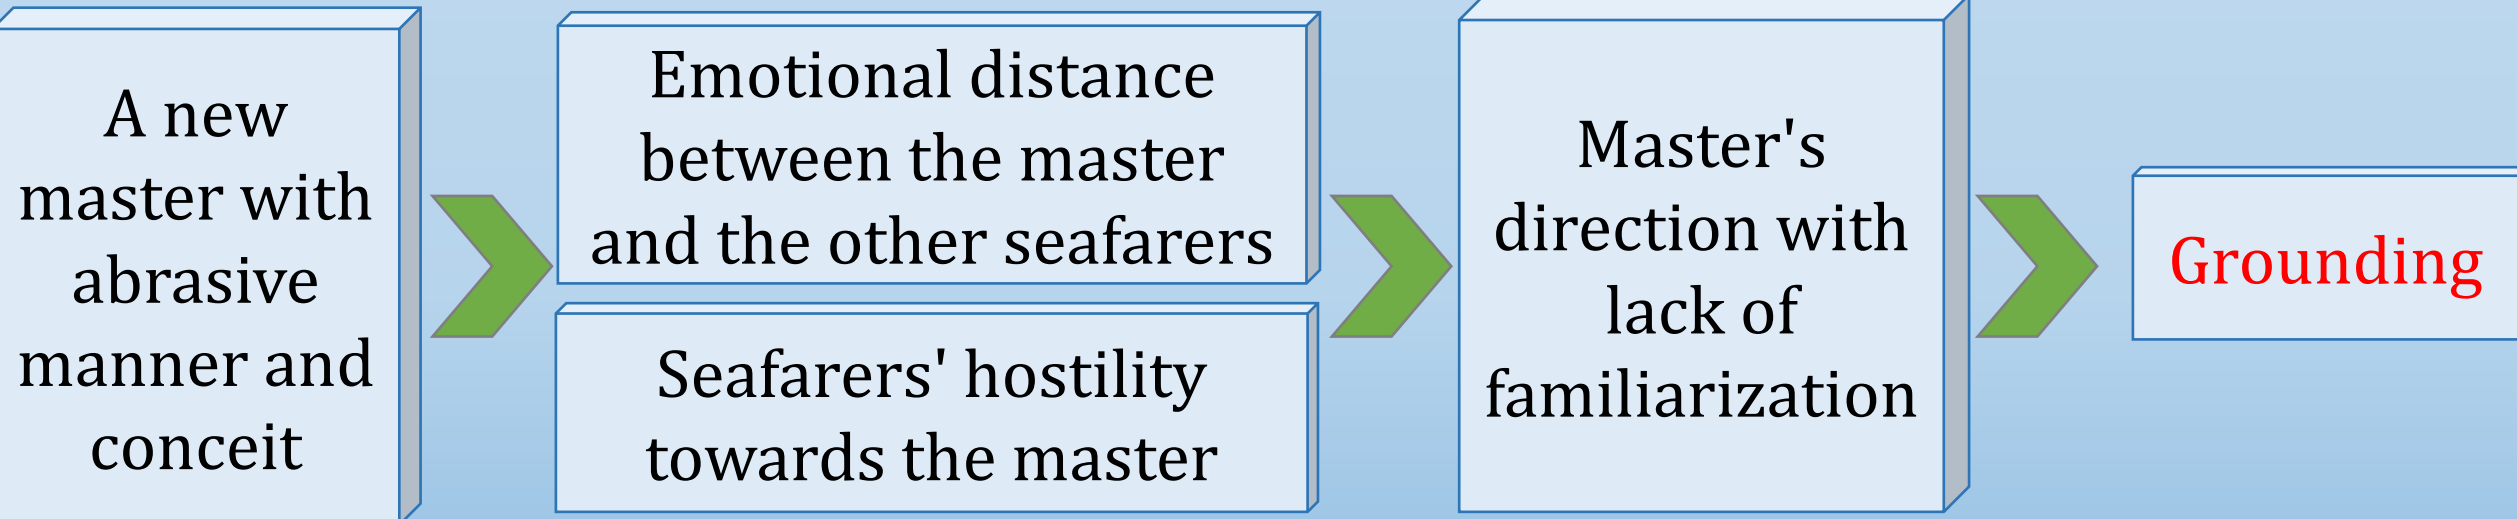 A new
master with
abrasive
manner and
conceit
Emotional distance
between the master
and the other seafarers
Seafarers' hostility
towards the master
Master's
direction with
lack of
familiarization
Grounding